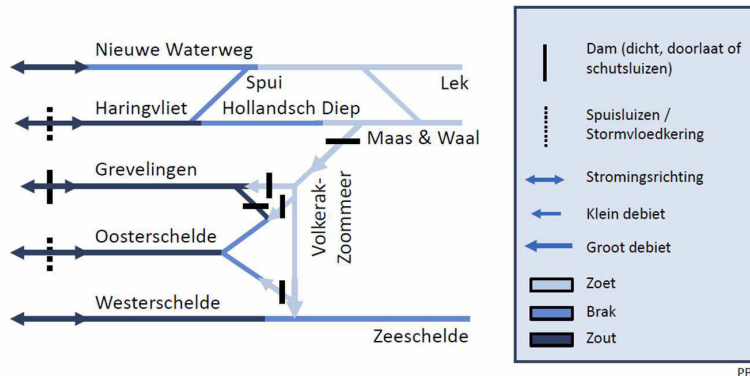 Nieuwe Waterweg
Spui
Lek
Haringvliet
Hollandsch Diep
Maas & Waal
Grevelingen
Volkerak-
Zoommeer
Oosterschelde
Westerschelde
Zeeschelde
Dam (dicht, doorlaat of
schutsluizen)
Spuisluizen /
Stormvloedkering
Stromingsrichting
Klein debiet
Groot debiet
Zoet
Brak
Zout